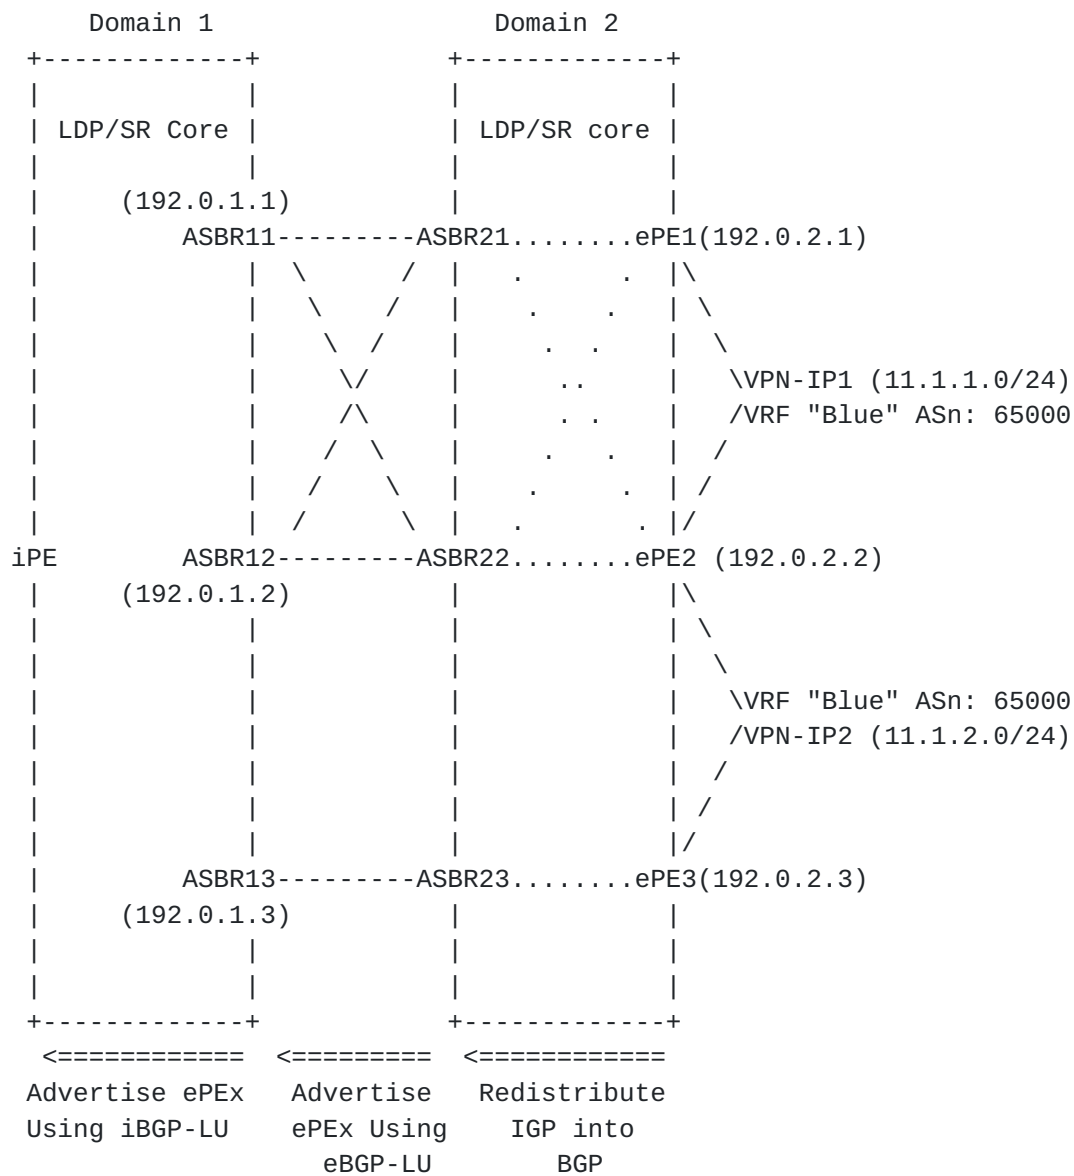 Domain 1 Domain 2
LDP/SR Core LDP/SR core
(192.0.1.1)
ASBR11---------ASBR21........ePE1(192.0.2.1)
\VPN-IP1 (11.1.1.0/24)
/VRF "Blue" ASn: 65000
iPE ASBR12---------ASBR22........ePE2 (192.0.2.2)
(192.0.1.2)
\VRF "Blue" ASn: 65000
/VPN-IP2 (11.1.2.0/24)
ASBR13---------ASBR23........ePE3(192.0.2.3)
(192.0.1.3)
<============ <========= <============
Advertise ePEx Advertise Redistribute
Using iBGP-LU ePEx Using IGP into
eBGP-LU BGP